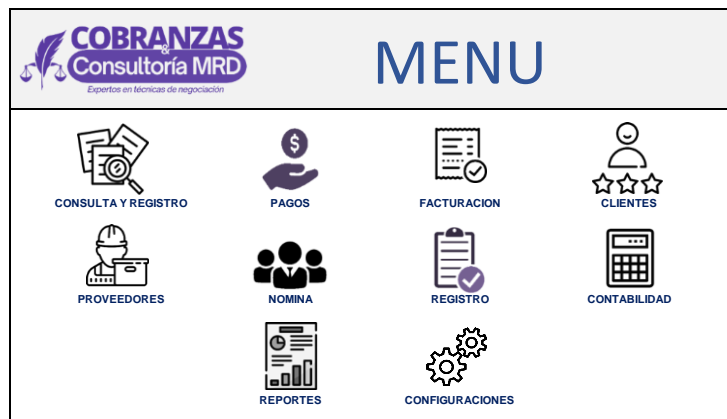 COBRANZAS
&
Consultoría MRD
Expertos en técnicas de negociación
MENU
$
CONSULTA Y REGISTRO
PAGOS
FACTURACION
CLIENTES
PROVEEDORES
NOMINA
REGISTRO
CONTABILIDAD
REPORTES
CONFIGURACIONES